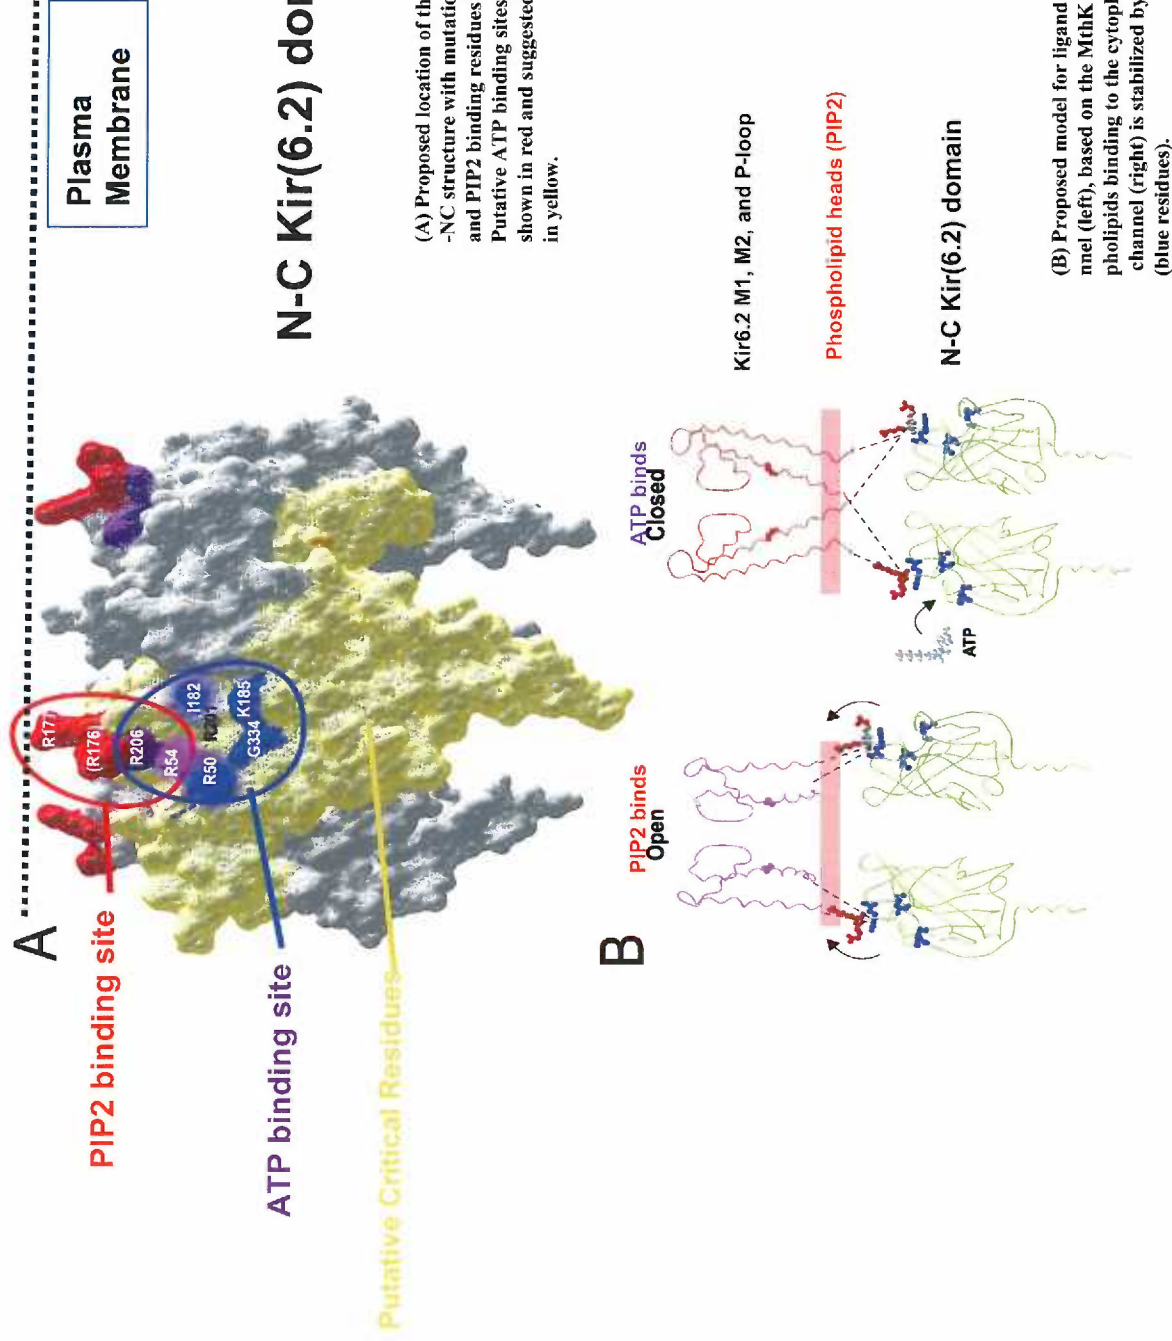 A
Plasma
Membrane
PIP2 binding site
R17
(R176)
R206
R54
R50
I182
K185
G334
ATP binding site
Putative Critical Residues
N-C Kir(6.2) dor
(A) Proposed location of th
-NC structure with mutatio
and PIP2 binding residues
Putative ATP binding sites
shown in red and suggested
in yellow.
B
PIP2 binds
Open
ATP binds
Closed
ATP
Kir6.2 M1, M2, and P-loop
Phospholipid heads (PIP2)
N-C Kir(6.2) domain
(B) Proposed model for ligand
nnel (left), based on the MthK
pholipids binding to the cytopl
channel (right) is stabilized by
(blue residues).